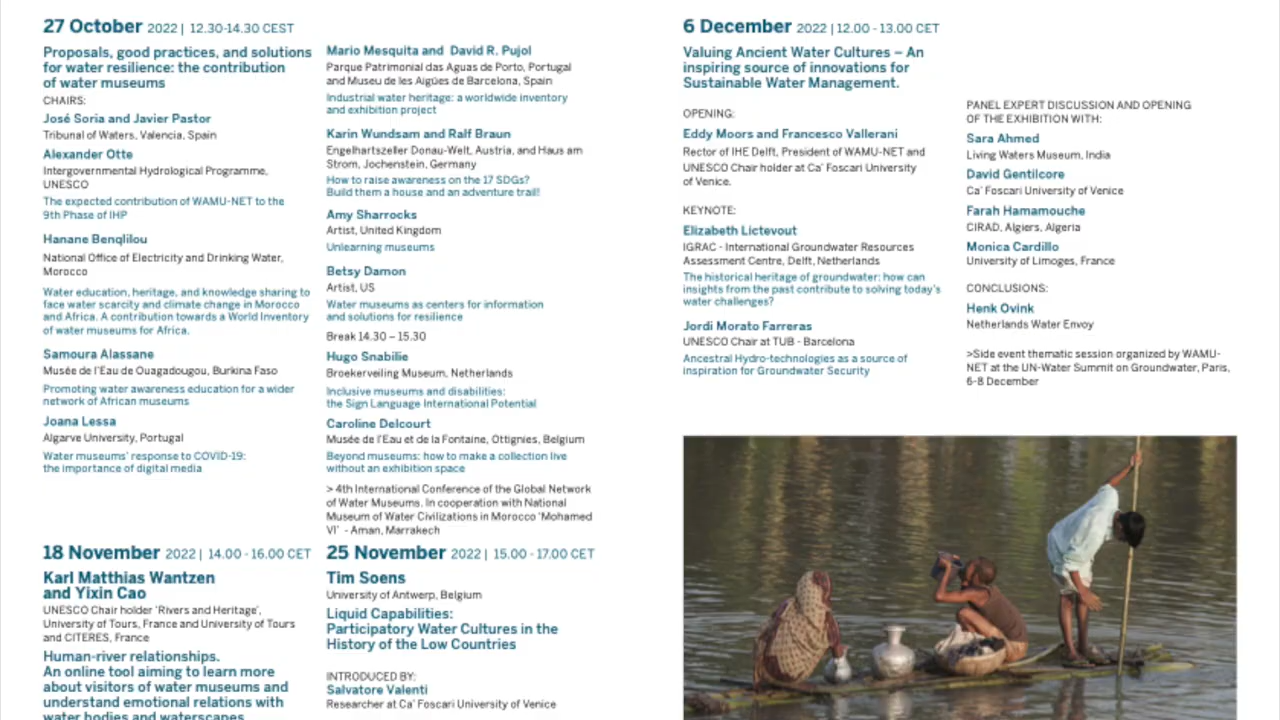 27 October 2022 | 12.30-14.30 CEST
Proposals, good practices, and solutions
for water resilience: the contribution
of water museums
CHAIRS:
José Soria and Javier Pastor
Tribunal of Waters, Valencia, Spain
Alexander Otte
Intergovernmental Hydrological Programme,
UNESCO
The expected contribution of WAMU-NET to the
9th Phase of IHP
Hanane Benqlilou
National Office of Electricity and Drinking Water,
Morocco
Water education, heritage, and knowledge sharing to
face water scarcity and climate change in Morocco
and Africa. A contribution towards a World Inventory
of water museums for Africa.
Samoura Alassane
Musée de l'Eau de Ouagadougou, Burkina Faso
Promoting water awareness education for a wider
network of African museums
Joana Lessa
Algarve University, Portugal
Water museums' response to COVID-19:
the importance of digital media
Mario Mesquita and David R. Pujol
Parque Patrimonial das Aguas de Porto, Portugal
and Museu de les Aigües de Barcelona, Spain
Industrial water heritage: a worldwide inventory
and exhibition project
Karin Wundsam and Ralf Braun
Engelhartszeller Donau-Welt, Austria, and Haus am
Strom, Jochenstein, Germany
How to raise awareness on the 17 SDGs?
Build them a house and an adventure trail!
Amy Sharrocks
Artist, United Kingdom
Unlearning museums
Betsy Damon
Artist, US
Water museums as centers for information
and solutions for resilience
Break 14.30 – 15.30
Hugo Snabilie
Broekerveiling Museum, Netherlands
Inclusive museums and disabilities:
the Sign Language International Potential
Caroline Delcourt
Musée de l'Eau et de la Fontaine, Ottignies, Belgium
Beyond museums: how to make a collection live
without an exhibition space
> 4th International Conference of the Global Network
of Water Museums. In cooperation with National
Museum of Water Civilizations in Morocco 'Mohamed
VI' - Aman, Marrakech
18 November 2022 | 14.00 - 16.00 CET
Karl Matthias Wantzen
and Yixin Cao
UNESCO Chair holder 'Rivers and Heritage',
University of Tours, France and University of Tours
and CITERES, France
Human-river relationships.
An online tool aiming to learn more
about visitors of water museums and
understand emotional relations with
water bodies and waterscapes
25 November 2022 | 15.00 - 17.00 CET
Tim Soens
University of Antwerp, Belgium
Liquid Capabilities:
Participatory Water Cultures in the
History of the Low Countries
INTRODUCED BY:
Salvatore Valenti
Researcher at Ca' Foscari University of Venice
6 December 2022 | 12.00 - 13.00 CET
Valuing Ancient Water Cultures – An
inspiring source of innovations for
Sustainable Water Management.
OPENING:
Eddy Moors and Francesco Vallerani
Rector of IHE Delft, President of WAMU-NET and
UNESCO Chair holder at Ca' Foscari University
of Venice.
KEYNOTE:
Elizabeth Lictevout
IGRAC - International Groundwater Resources
Assessment Centre, Delft, Netherlands
The historical heritage of groundwater: how can
insights from the past contribute to solving today's
water challenges?
Jordi Morato Farreras
UNESCO Chair at TUB - Barcelona
Ancestral Hydro-technologies as a source of
inspiration for Groundwater Security
PANEL EXPERT DISCUSSION AND OPENING
OF THE EXHIBITION WITH:
Sara Ahmed
Living Waters Museum, India
David Gentilcore
Ca' Foscari University of Venice
Farah Hamamouche
CIRAD, Algiers, Algeria
Monica Cardillo
University of Limoges, France
CONCLUSIONS:
Henk Ovink
Netherlands Water Envoy
>Side event thematic session organized by WAMU-
NET at the UN-Water Summit on Groundwater, Paris,
6-8 December